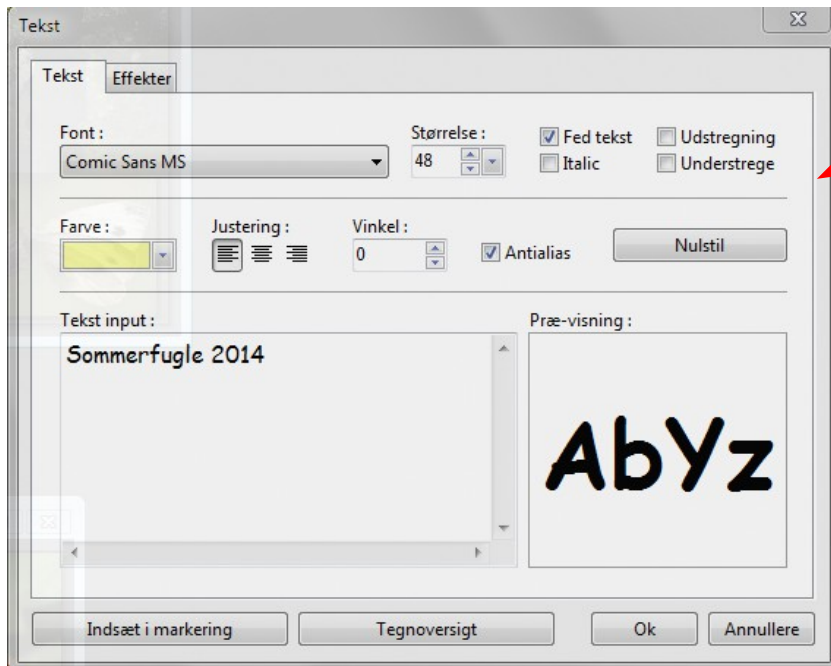 Tekst
Tekst Effekter
Font : Størrelse :
Comic Sans MS 48 Fed tekst Udstregning
Italic Understrege
Farve : Justering : Vinkel :
0 Antialias Nulstil
Tekst input : Præ-visning :
Sommerfugle 2014
AbYz
Indsæt i markering Tegnoversigt Ok Annullere